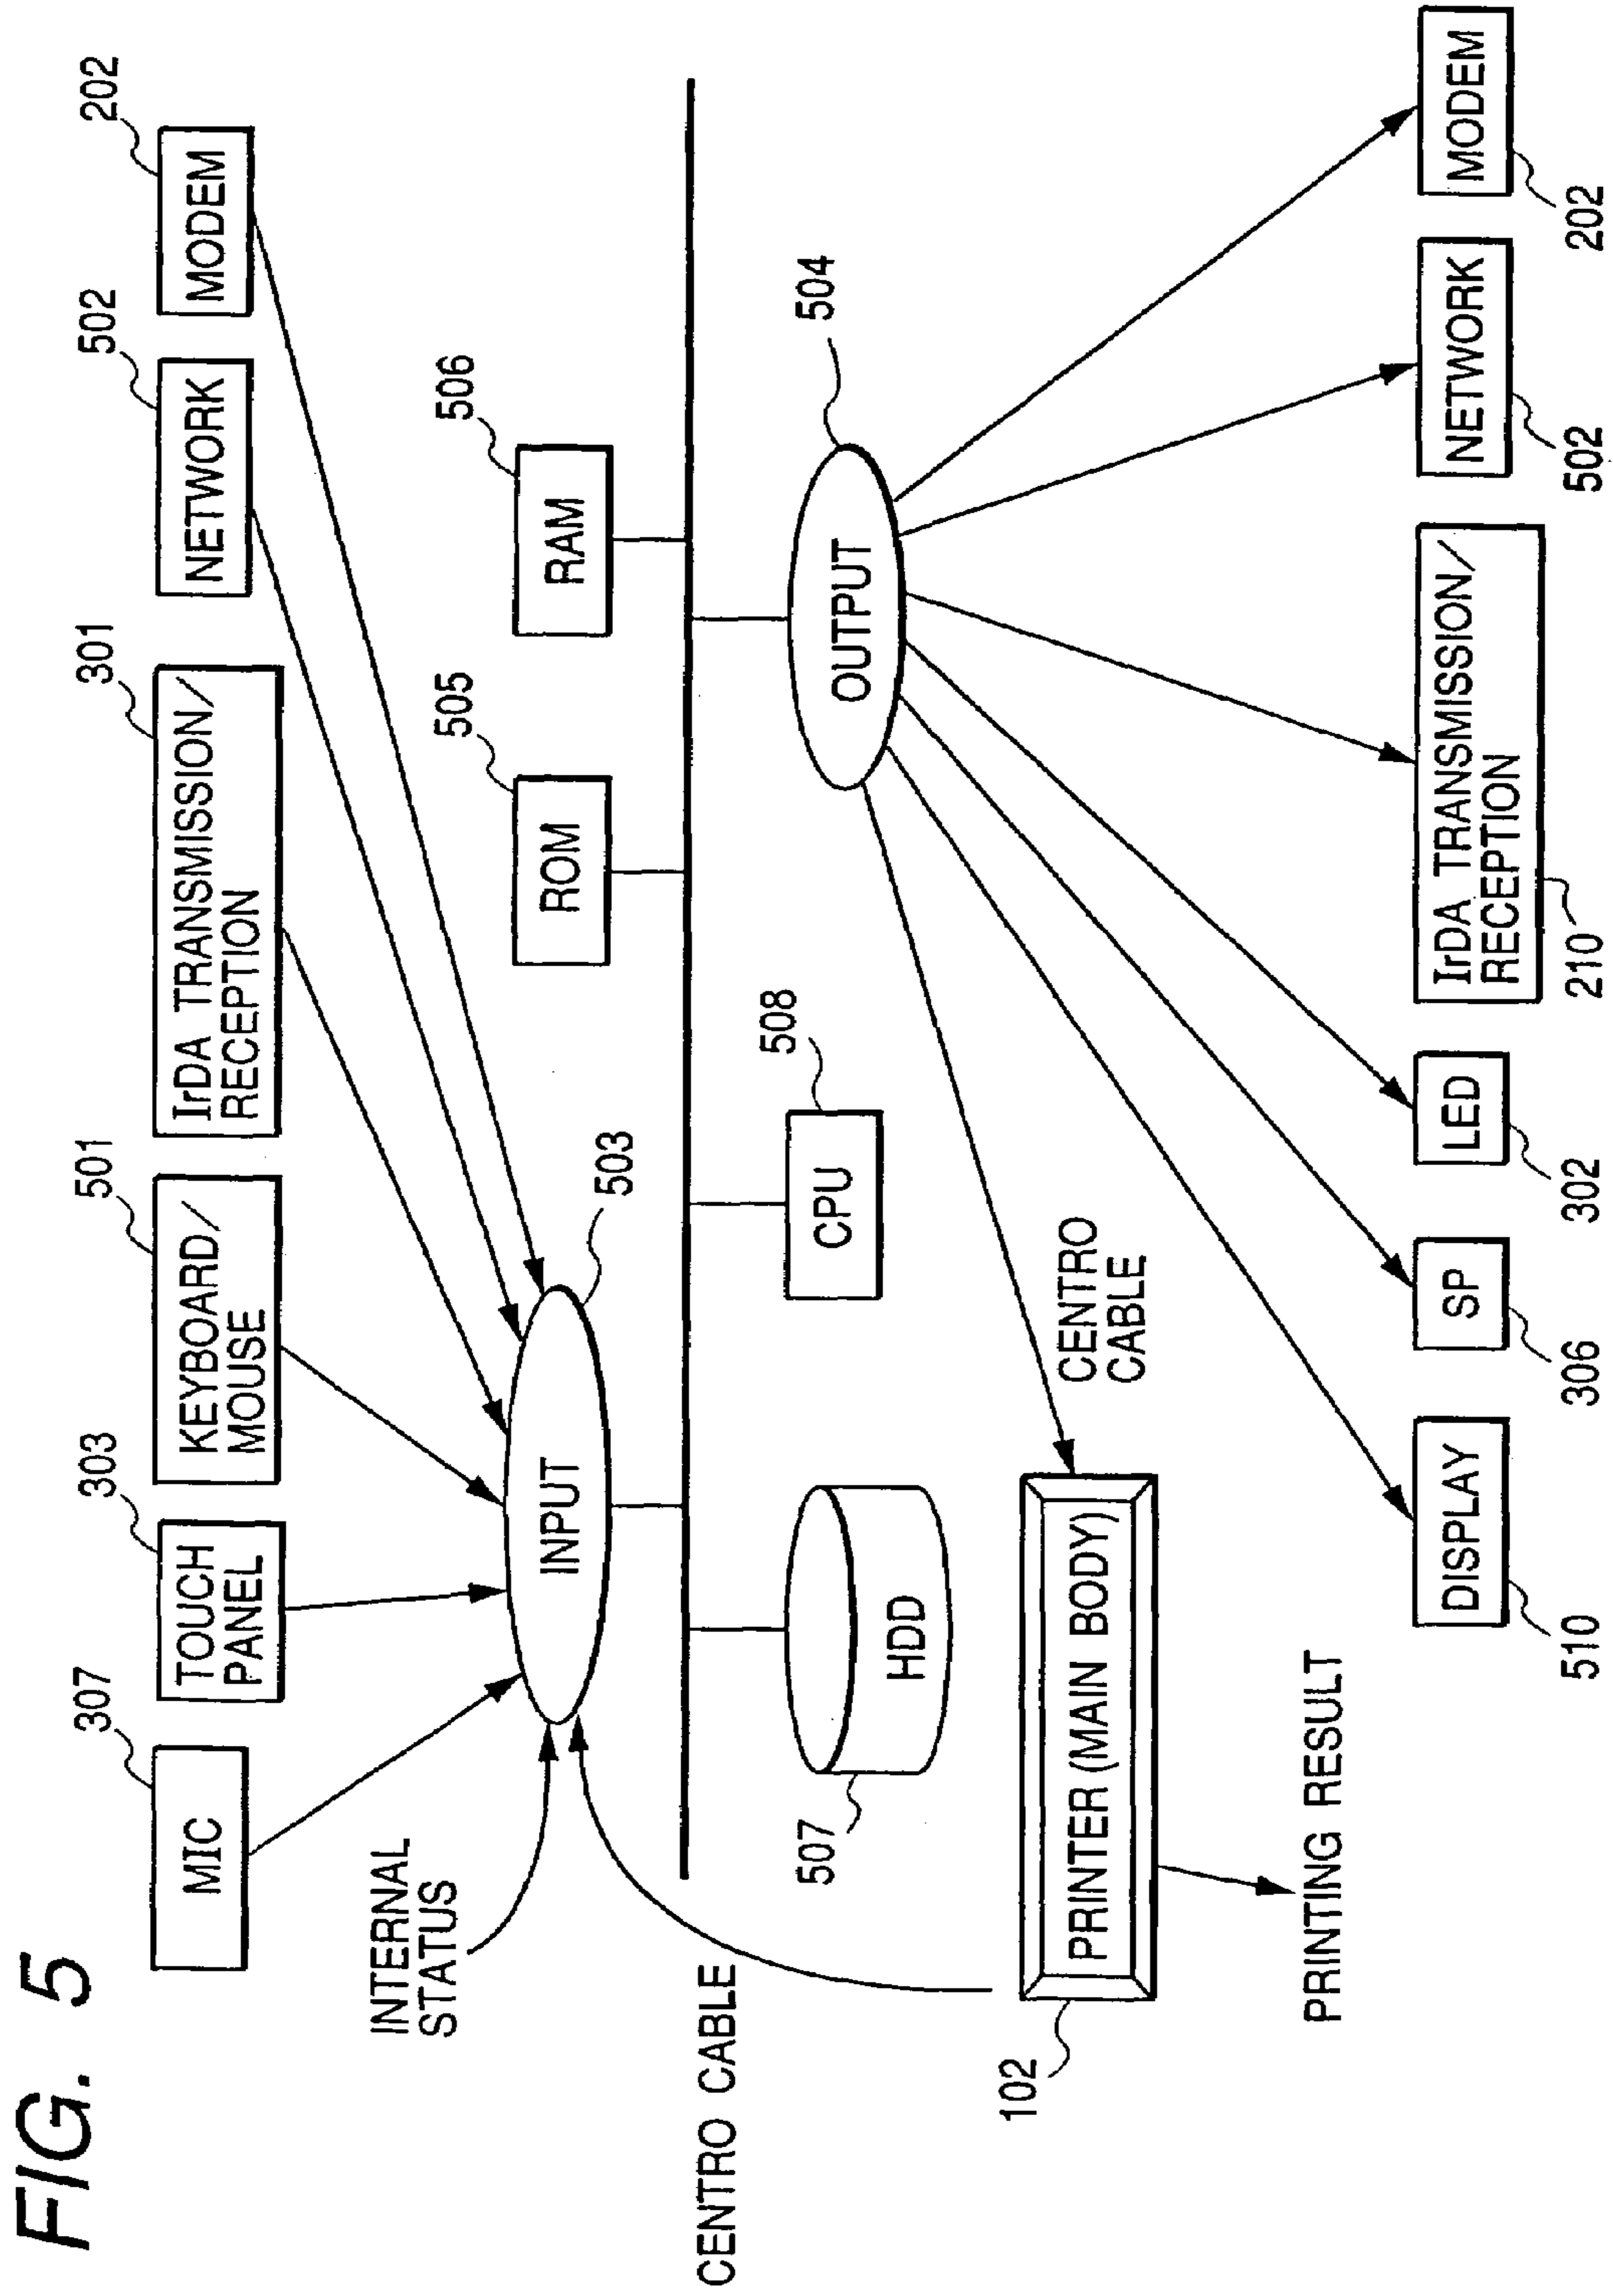 FIG. 5
307
303
501
301
502
202
MIC
TOUCH
PANEL
KEYBOARD/
MOUSE
IrDA TRANSMISSION/
RECEPTION
NETWORK
MODEM
INTERNAL
STATUS
INPUT
503
505
ROM
506
RAM
CENTRO CABLE
507
HDD
508
CPU
OUTPUT
504
102
PRINTER (MAIN BODY)
CENTRO
CABLE
PRINTING RESULT
DISPLAY
SP
LED
IrDA TRANSMISSION/
RECEPTION
NETWORK
MODEM
510
306
302
210
502
202